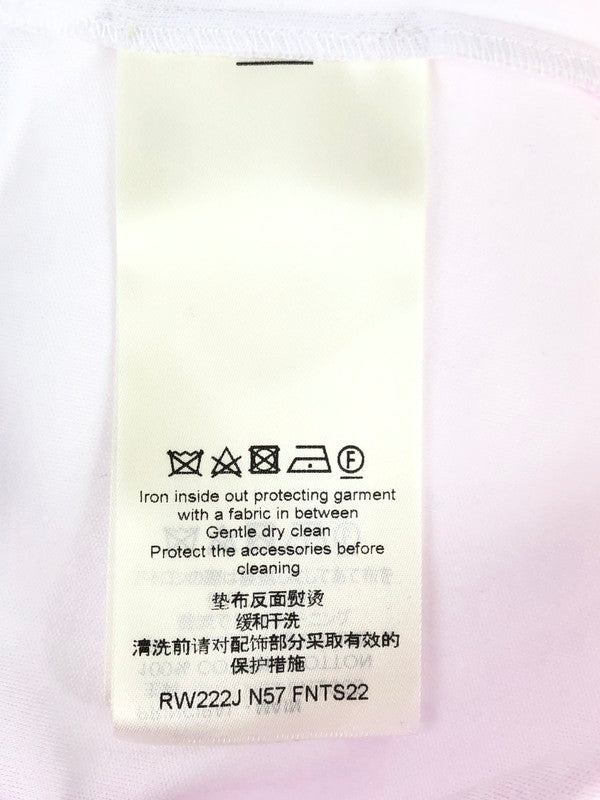 F
Iron inside out protecting garment
with a fabric in between
Gentle dry clean
Protect the accessories before
cleaning
垫布反面熨烫
缓和干洗
清洗前请对配饰部分采取有效的
保护措施
RW222J N57 FNTS22